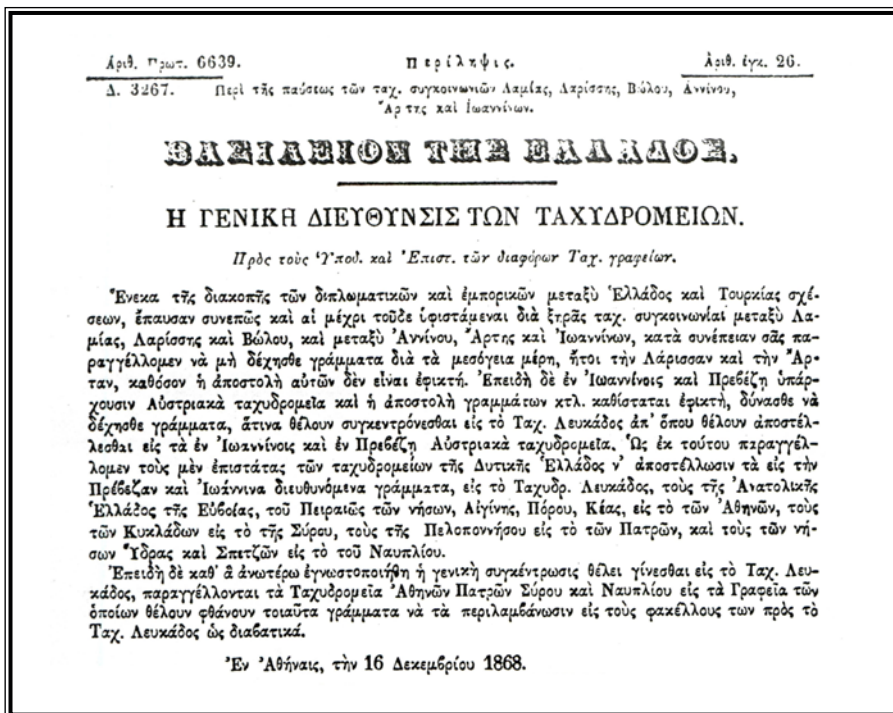 Ἀριθ. Πρωτ. 6639. Περίληψις. Ἀριθ. ἐγκ. 26.
Δ. 3267. Περὶ τῆς παύσεως τῶν ταχ. συγκοινωνιῶν Λαμίας, Λαρίσσης, Βώλου, Ἀννίνου,
Ἄρτης καὶ Ἰωαννίνων.
ΒΑΣΙΛΕΙΟΝ ΤΗΣ ΕΛΛΑΔΟΣ.
Η ΓΕΝΙΚΗ ΔΙΕΥΘΥΝΣΙΣ ΤΩΝ ΤΑΧΥΔΡΟΜΕΙΩΝ.
Πρὸς τοὺς Ὑποδ. καὶ Ἐπιστ. τῶν διαφόρων Ταχ. γραφείων.
Ἕνεκα τῆς διακοπῆς τῶν διπλωματικῶν καὶ ἐμπορικῶν μεταξὺ Ἑλλάδος καὶ Τουρκίας σχέ-
σεων, ἔπαυσαν συνεπῶς καὶ αἱ μέχρι τοῦδε ὑφιστάμεναι διὰ ξηρᾶς ταχ. συγκοινωνίαι μεταξὺ Λα-
μίας, Λαρίσσης καὶ Βώλου, καὶ μεταξὺ Ἀννίνου, Ἄρτης καὶ Ἰωαννίνων, κατὰ συνέπειαν σᾶς πα-
ραγγέλλομεν νὰ μὴ δέχησθε γράμματα διὰ τὰ μεσόγεια μέρη, ἤτοι τὴν Λάρισσαν καὶ τὴν Ἄρ-
ταν, καθόσον ἡ ἀποστολὴ αὐτῶν δὲν εἶναι ἐφικτή. Ἐπειδὴ δὲ ἐν Ἰωαννίνοις καὶ Πρεβέζῃ ὑπάρ-
χουσιν Αὐστριακὰ ταχυδρομεῖα καὶ ἡ ἀποστολὴ γραμμάτων κτλ. καθίσταται ἐφικτὴ, δύνασθε νὰ
δέχησθε γράμματα, ἅτινα θέλουν συγκεντρόνεσθαι εἰς τὸ Ταχ. Λευκάδος ἀπ' ὅπου θέλουν ἀποστέλ-
λεσθαι εἰς τὰ ἐν Ἰωαννίνοις καὶ ἐν Πρεβέζῃ Αὐστριακὰ ταχυδρομεῖα. Ὡς ἐκ τούτου παραγγέλ-
λομεν τοὺς μὲν ἐπιστάτας τῶν ταχυδρομείων τῆς Δυτικῆς Ἑλλάδος ν' ἀποστέλλωσιν τὰ εἰς τὴν
Πρέβεζαν καὶ Ἰωάννινα διευθυνόμενα γράμματα, εἰς τὸ Ταχυδρ. Λευκάδος, τοὺς τῆς Ἀνατολικῆς
Ἑλλάδος τῆς Εὐβοίας, τοῦ Πειραιῶς τῶν νήσων, Αἰγίνης, Πόρου, Κέας, εἰς τὸ τῶν Ἀθηνῶν, τοὺς
τῶν Κυκλάδων εἰς τὸ τῆς Σύρου, τοὺς τῆς Πελοποννήσου εἰς τὸ τῶν Πατρῶν, καὶ τοὺς τῶν νή-
σων Ὕδρας καὶ Σπετζῶν εἰς τὸ τοῦ Ναυπλίου.
Ἐπειδὴ δὲ καθ' ἃ ἀνωτέρω ἐγνωστοποιήθη ἡ γενικὴ συγκέντρωσις θέλει γίνεσθαι εἰς τὸ Ταχ. Λευ-
κάδος, παραγγέλλονται τὰ Ταχυδρομεῖα Ἀθηνῶν Πατρῶν Σύρου καὶ Ναυπλίου εἰς τὰ Γραφεῖα τῶν
ὁποίων θέλουν φθάνουν τοιαῦτα γράμματα νὰ τὰ περιλαμβάνωσιν εἰς τοὺς φακέλλους των πρὸς τὸ
Ταχ. Λευκάδος ὡς διαβατικά.
Ἐν Ἀθήναις, τὴν 16 Δεκεμβρίου 1868.